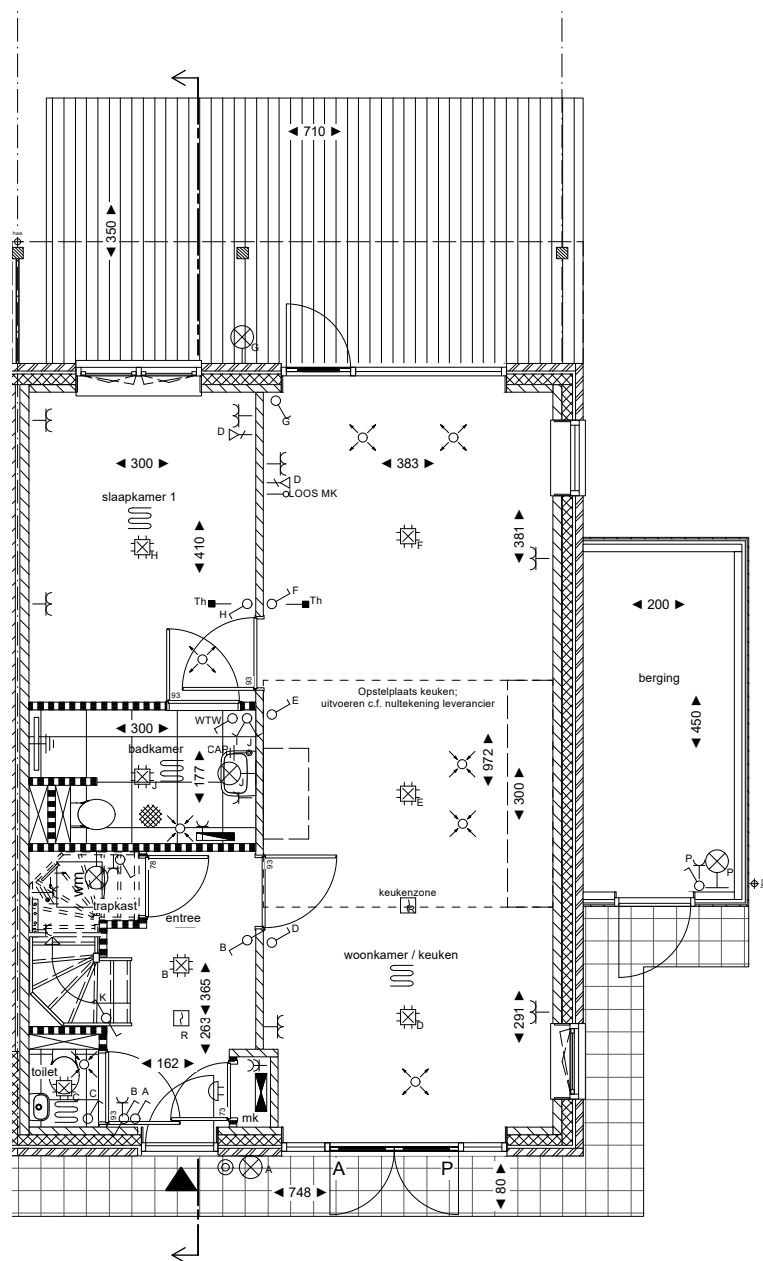 710
350
G
G
D
300
383
D
LOOS MK
slaapkamer 1
381
410
H
F
F
Th
Th
H
200
93
93
berging
Opstelplaats keuken;
uitvoeren c.f. nultekening leverancier
E
WTW
300
450
J
badkamer
CAP
972
177
J
300
E
P
P
78
93
wm
keukenzone
R
trapkast
entree
D
B
woonkamer / keuken
B
365
K
291
263
D
R
162
toilet
C
B A
93
73
mk
A
A
P
748
80